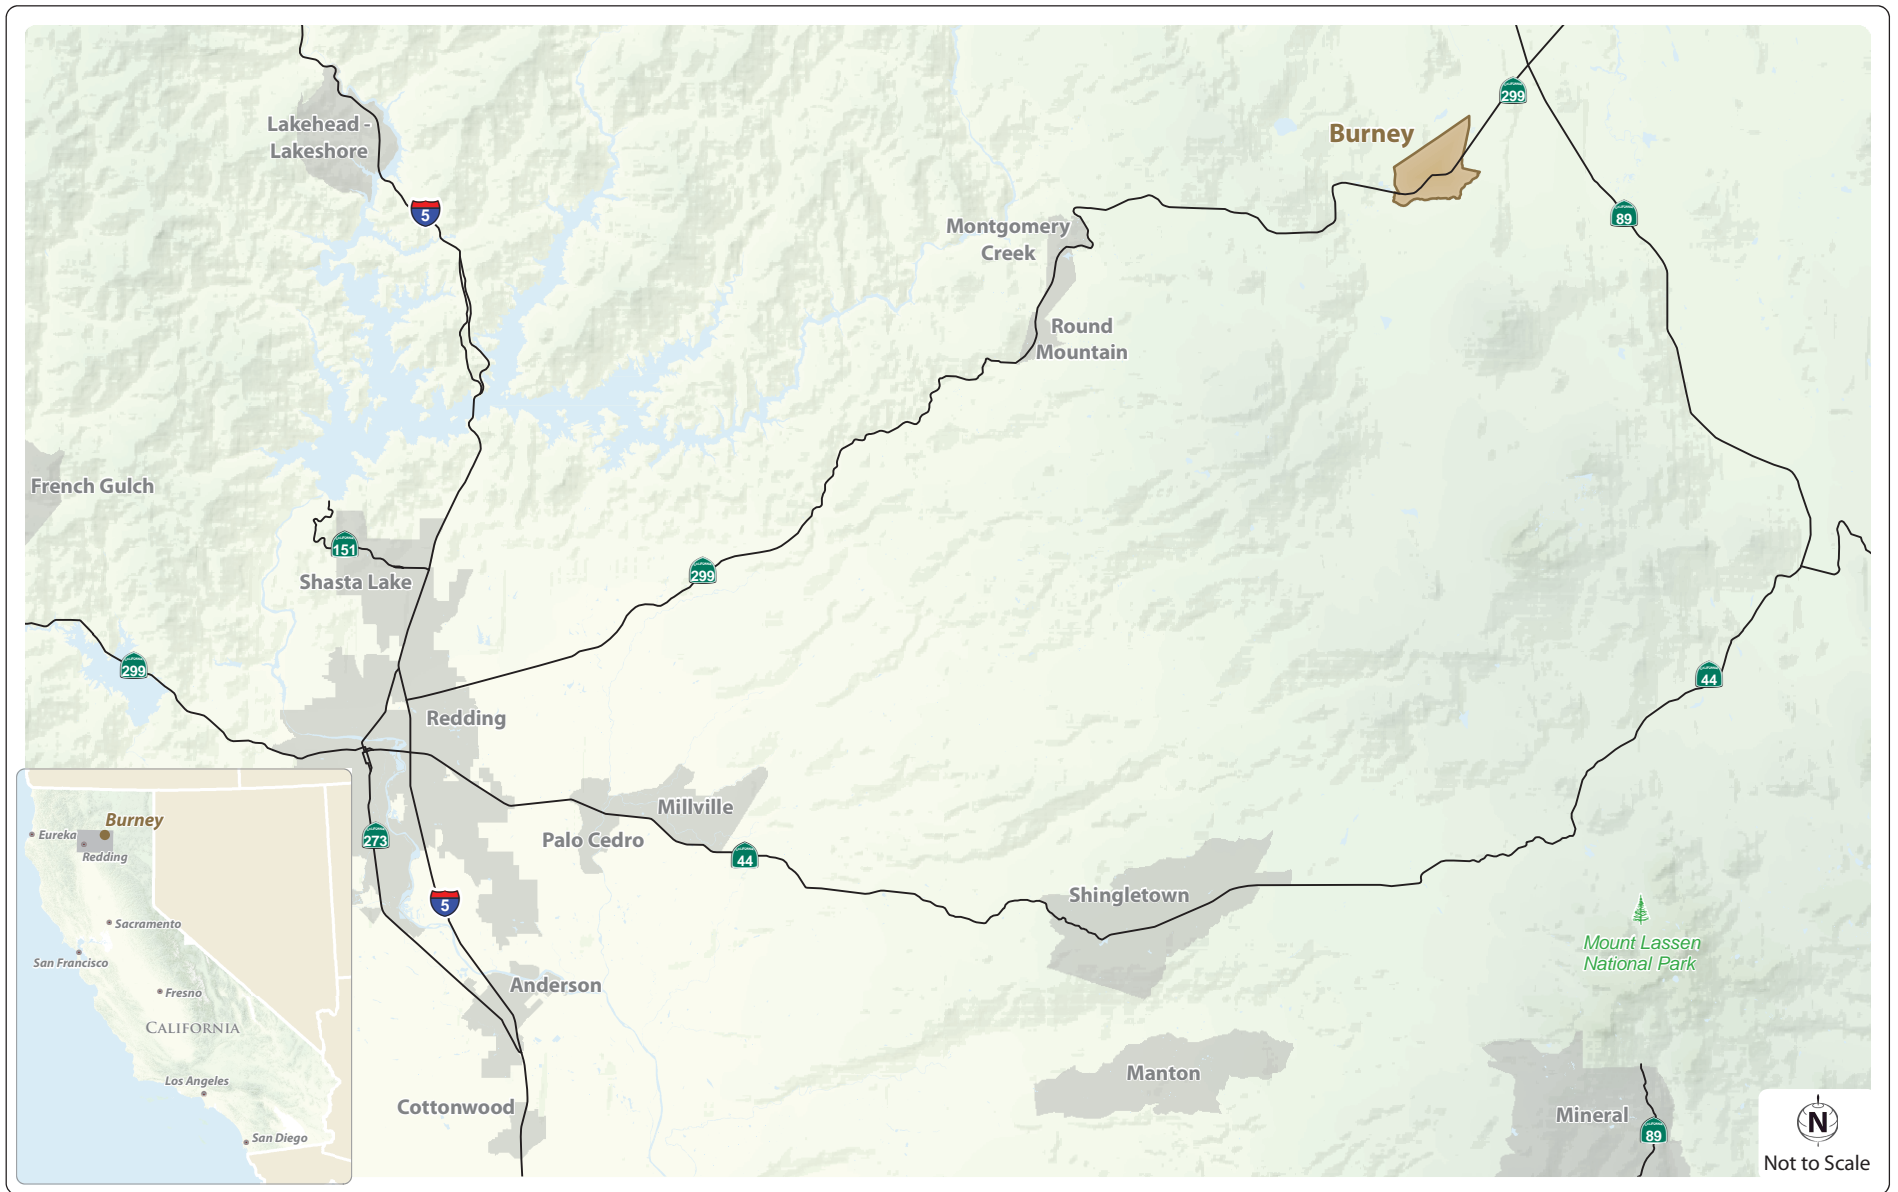 299
Burney
Lakehead -
Lakeshore
5
89
Montgomery
Creek
Round
Mountain
French Gulch
151
Shasta Lake
299
299
44
Redding
Millville
Palo Cedro
273
44
5
Shingletown
Mount Lassen
National Park
Anderson
Manton
Cottonwood
Mineral
89
N
Not to Scale
Burney
Eureka
Redding
Sacramento
San Francisco
Fresno
CALIFORNIA
Los Angeles
San Diego